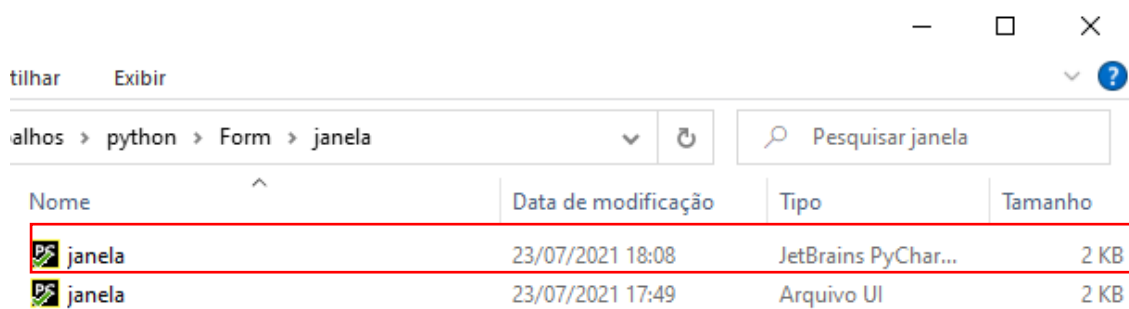 tilhar Exibir
alhos > python > Form > janela Pesquisar janela
Nome Data de modificação Tipo Tamanho
janela 23/07/2021 18:08 JetBrains PyChar... 2 KB
janela 23/07/2021 17:49 Arquivo UI 2 KB